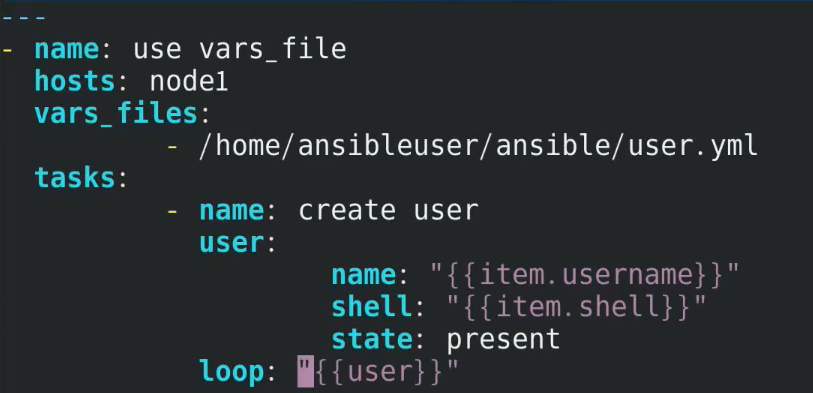 ---
- name: use vars_file
  hosts: node1
  vars_files:
          - /home/ansibleuser/ansible/user.yml
  tasks:
          - name: create user
            user:
                    name: "{{item.username}}"
                    shell: "{{item.shell}}"
                    state: present
            loop: "{{user}}"